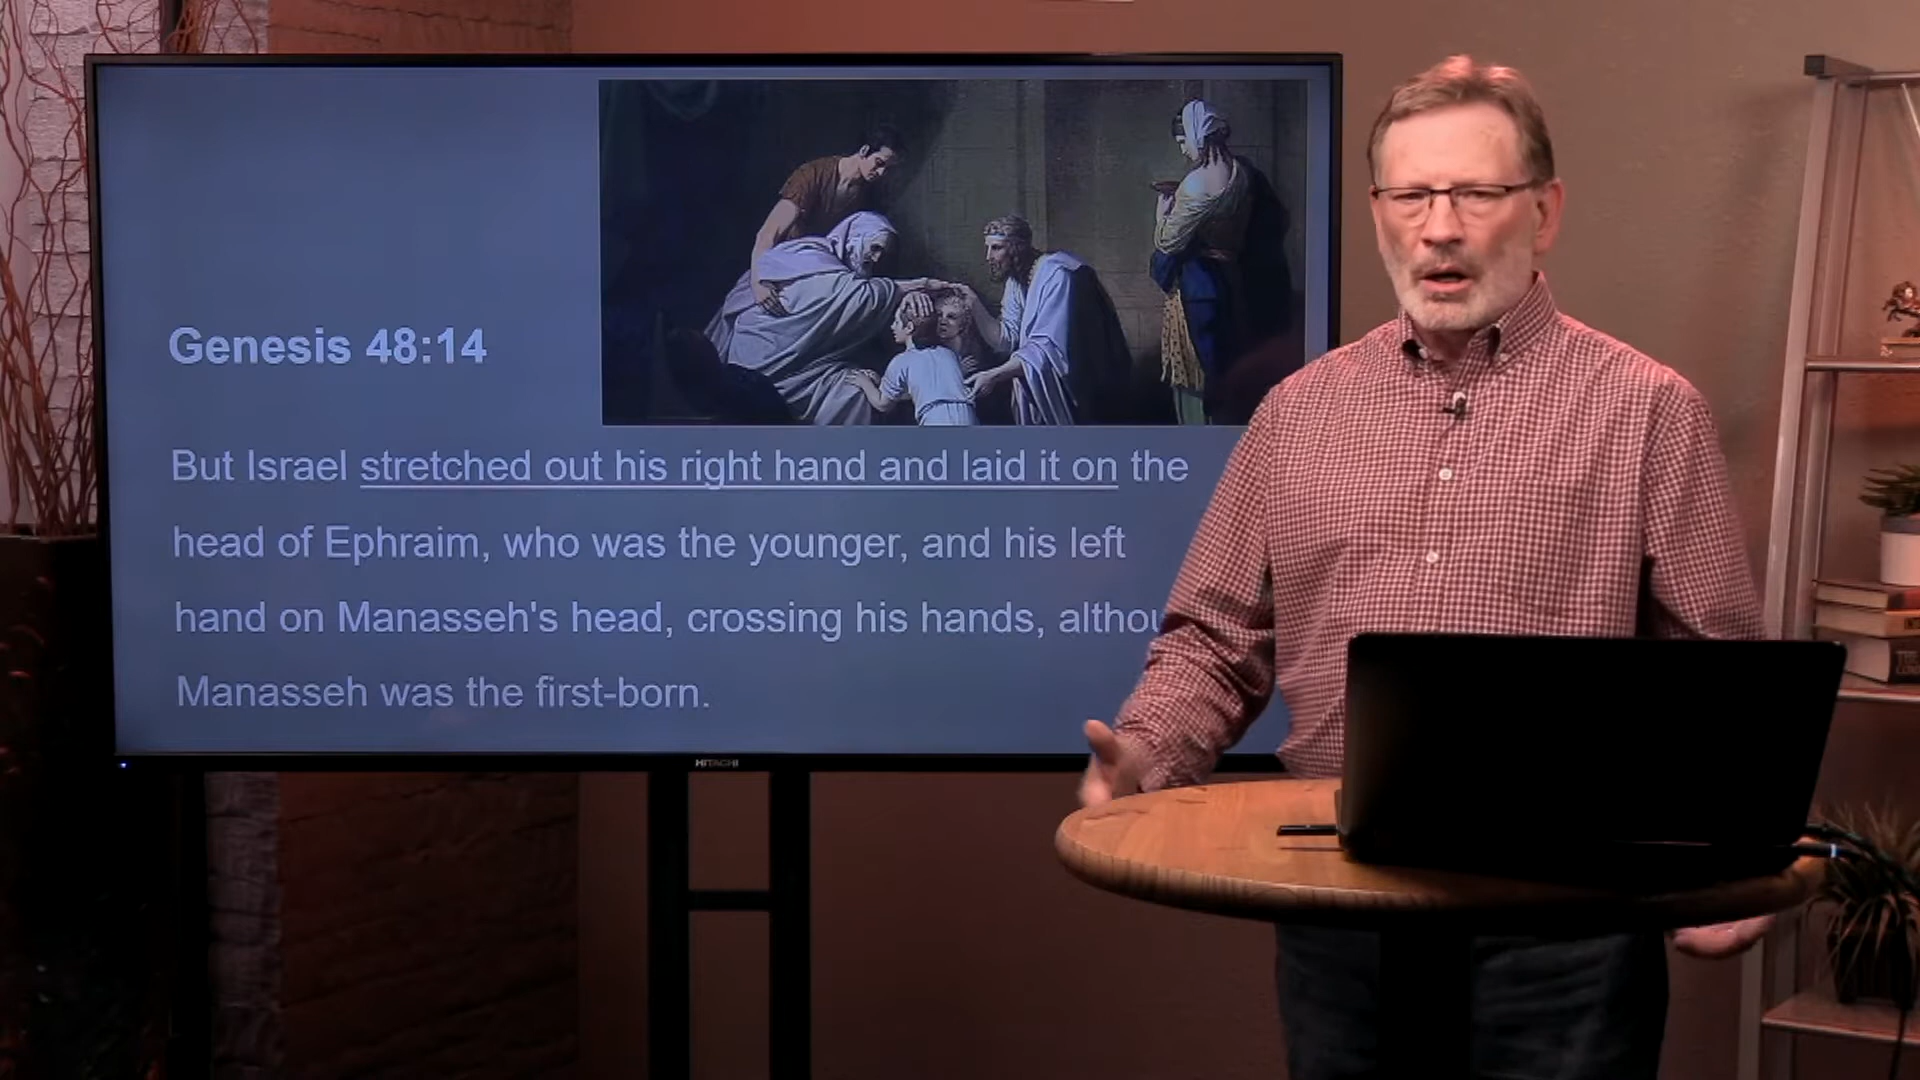 Genesis 48:14
But Israel stretched out his right hand and laid it on the
head of Ephraim, who was the younger, and his left
hand on Manasseh's head, crossing his hands, althou
Manasseh was the first-born.
HITACHI